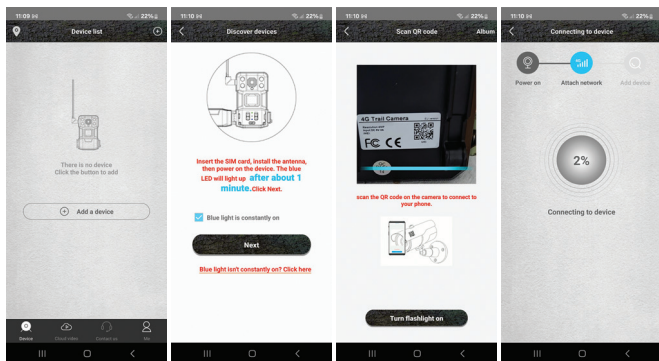 11:09
22%
Device list
There is no device
Click the button to add
Add a device
Device
Cloud video
Contact us
Me
11:10
22%
Discover devices
Insert the SIM card, install the antenna,
then power on the device. The blue
LED will light up after about 1
minute.Click Next.
Blue light is constantly on
Next
Blue light isn't constantly on? Click here
11:10
22%
Scan QR code
Album
4G Trail Camera
FC CE
scan the QR code on the camera to connect to
your phone.
Turn flashlight on
11:10
22%
Connecting to device
Power on
Attach network
Add device
2%
Connecting to device